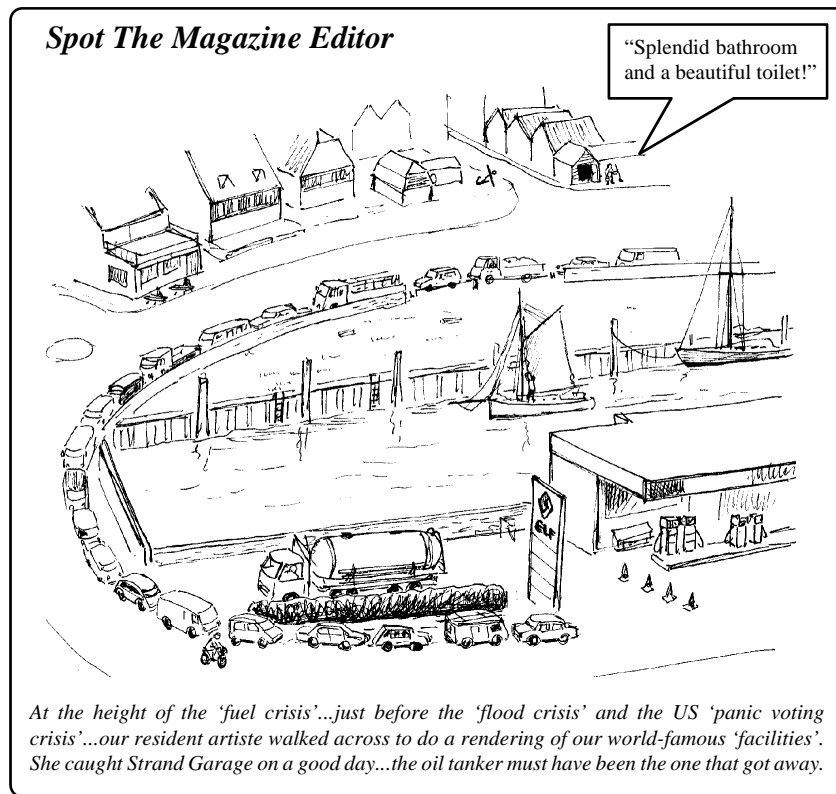 Spot The Magazine Editor
“Splendid bathroom
and a beautiful toilet!”
ELF
At the height of the ‘fuel crisis’...just before the ‘flood crisis’ and the US ‘panic voting
crisis’...our resident artiste walked across to do a rendering of our world-famous ‘facilities’.
She caught Strand Garage on a good day...the oil tanker must have been the one that got away.